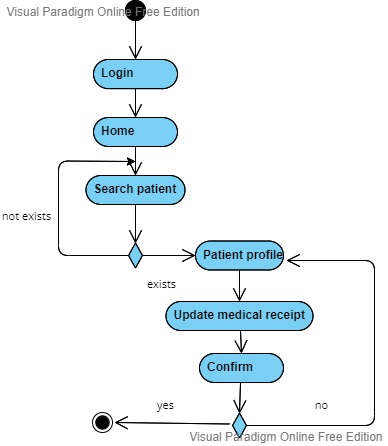 Visual Paradigm Online Free Edition
Login
Home
Search patient
not exists
Patient profile
exists
Update medical receipt
Confirm
yes
no
Visual Paradigm Online Free Edition